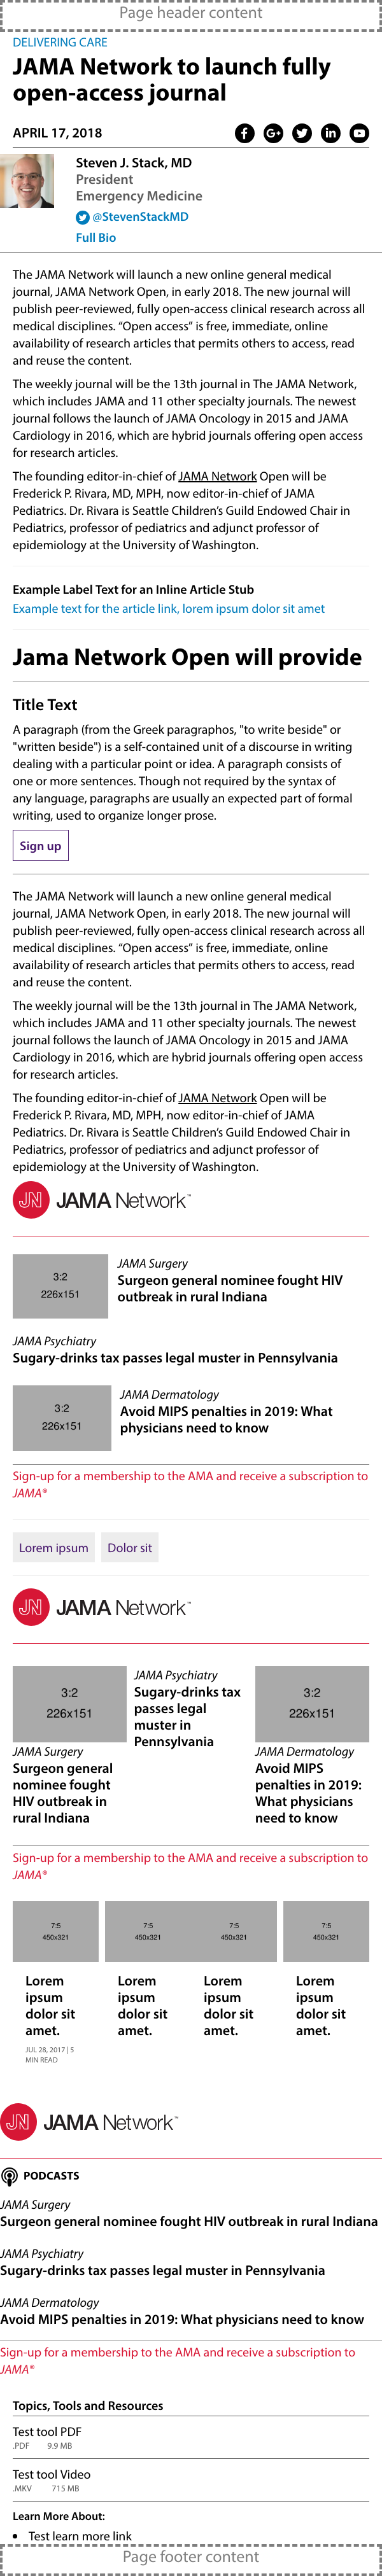 Page header content
DELIVERING CARE
JAMA Network to launch fully
open-access journal
APRIL 17, 2018
Steven J. Stack, MD
President
Emergency Medicine
@StevenStackMD
Full Bio
The JAMA Network will launch a new online general medical
journal, JAMA Network Open, in early 2018. The new journal will
publish peer-reviewed, fully open-access clinical research across all
medical disciplines. “Open access” is free, immediate, online
availability of research articles that permits others to access, read
and reuse the content.
The weekly journal will be the 13th journal in The JAMA Network,
which includes JAMA and 11 other specialty journals. The newest
journal follows the launch of JAMA Oncology in 2015 and JAMA
Cardiology in 2016, which are hybrid journals offering open access
for research articles.
The founding editor-in-chief of JAMA Network Open will be
Frederick P. Rivara, MD, MPH, now editor-in-chief of JAMA
Pediatrics. Dr. Rivara is Seattle Children’s Guild Endowed Chair in
Pediatrics, professor of pediatrics and adjunct professor of
epidemiology at the University of Washington.
Example Label Text for an Inline Article Stub
Example text for the article link, lorem ipsum dolor sit amet
Jama Network Open will provide
Title Text
A paragraph (from the Greek paragraphos, "to write beside" or
"written beside") is a self-contained unit of a discourse in writing
dealing with a particular point or idea. A paragraph consists of
one or more sentences. Though not required by the syntax of
any language, paragraphs are usually an expected part of formal
writing, used to organize longer prose.
Sign up
The JAMA Network will launch a new online general medical
journal, JAMA Network Open, in early 2018. The new journal will
publish peer-reviewed, fully open-access clinical research across all
medical disciplines. “Open access” is free, immediate, online
availability of research articles that permits others to access, read
and reuse the content.
The weekly journal will be the 13th journal in The JAMA Network,
which includes JAMA and 11 other specialty journals. The newest
journal follows the launch of JAMA Oncology in 2015 and JAMA
Cardiology in 2016, which are hybrid journals offering open access
for research articles.
The founding editor-in-chief of JAMA Network Open will be
Frederick P. Rivara, MD, MPH, now editor-in-chief of JAMA
Pediatrics. Dr. Rivara is Seattle Children’s Guild Endowed Chair in
Pediatrics, professor of pediatrics and adjunct professor of
epidemiology at the University of Washington.
JN JAMA Network™
3:2
226x151
JAMA Surgery
Surgeon general nominee fought HIV
outbreak in rural Indiana
JAMA Psychiatry
Sugary-drinks tax passes legal muster in Pennsylvania
3:2
226x151
JAMA Dermatology
Avoid MIPS penalties in 2019: What
physicians need to know
Sign-up for a membership to the AMA and receive a subscription to
JAMA®
Lorem ipsum
Dolor sit
JN JAMA Network™
3:2
226x151
JAMA Surgery
Surgeon general
nominee fought
HIV outbreak in
rural Indiana
JAMA Psychiatry
Sugary-drinks tax
passes legal
muster in
Pennsylvania
3:2
226x151
JAMA Dermatology
Avoid MIPS
penalties in 2019:
What physicians
need to know
Sign-up for a membership to the AMA and receive a subscription to
JAMA®
7:5
450x321
Lorem
ipsum
dolor sit
amet.
JUL 28, 2017 | 5
MIN READ
7:5
450x321
Lorem
ipsum
dolor sit
amet.
7:5
450x321
Lorem
ipsum
dolor sit
amet.
7:5
450x321
Lorem
ipsum
dolor sit
amet.
JN JAMA Network™
PODCASTS
JAMA Surgery
Surgeon general nominee fought HIV outbreak in rural Indiana
JAMA Psychiatry
Sugary-drinks tax passes legal muster in Pennsylvania
JAMA Dermatology
Avoid MIPS penalties in 2019: What physicians need to know
Sign-up for a membership to the AMA and receive a subscription to
JAMA®
Topics, Tools and Resources
Test tool PDF
.PDF 9.9 MB
Test tool Video
.MKV 715 MB
Learn More About:
• Test learn more link
Page footer content